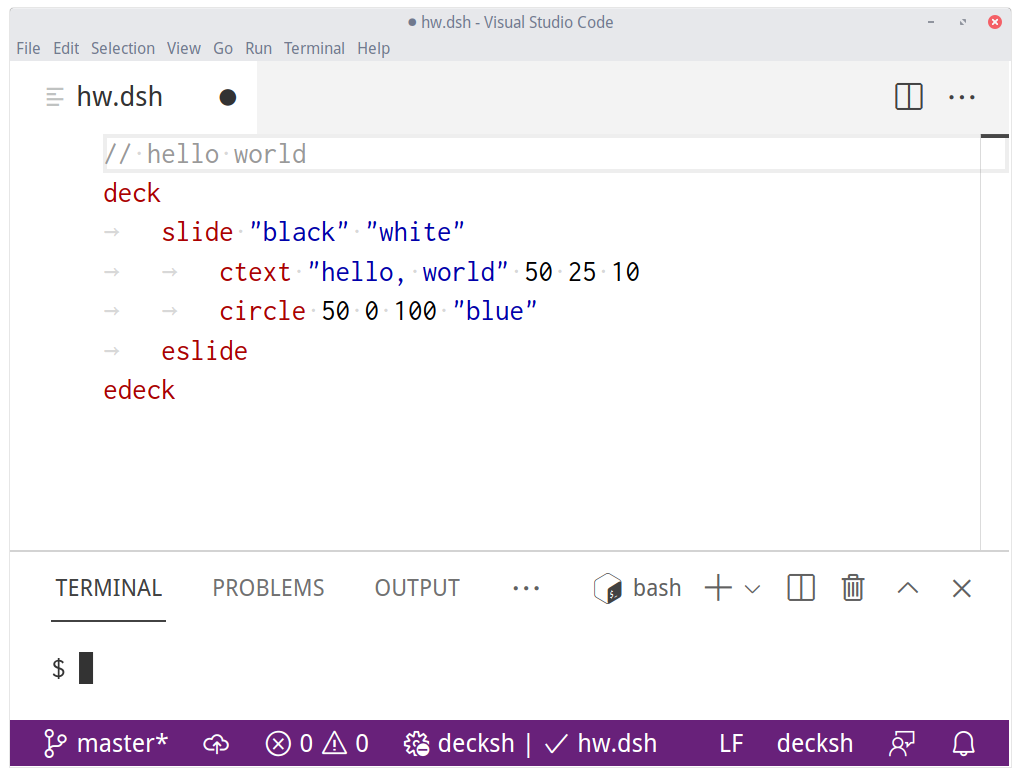 ● hw.dsh - Visual Studio Code
File Edit Selection View Go Run Terminal Help
hw.dsh ● ···
// hello world
deck
slide "black" "white"
ctext "hello, world" 50 25 10
circle 50 0 100 "blue"
eslide
edeck
TERMINAL PROBLEMS OUTPUT ··· bash
$
master* 0 0 decksh | ✓ hw.dsh LF decksh